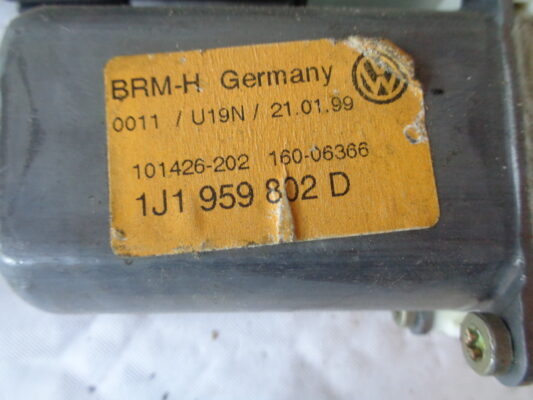 BRM-H Germany
0011 / U19N / 21.01.99
101426-202 160-06366
1J1 959 802 D